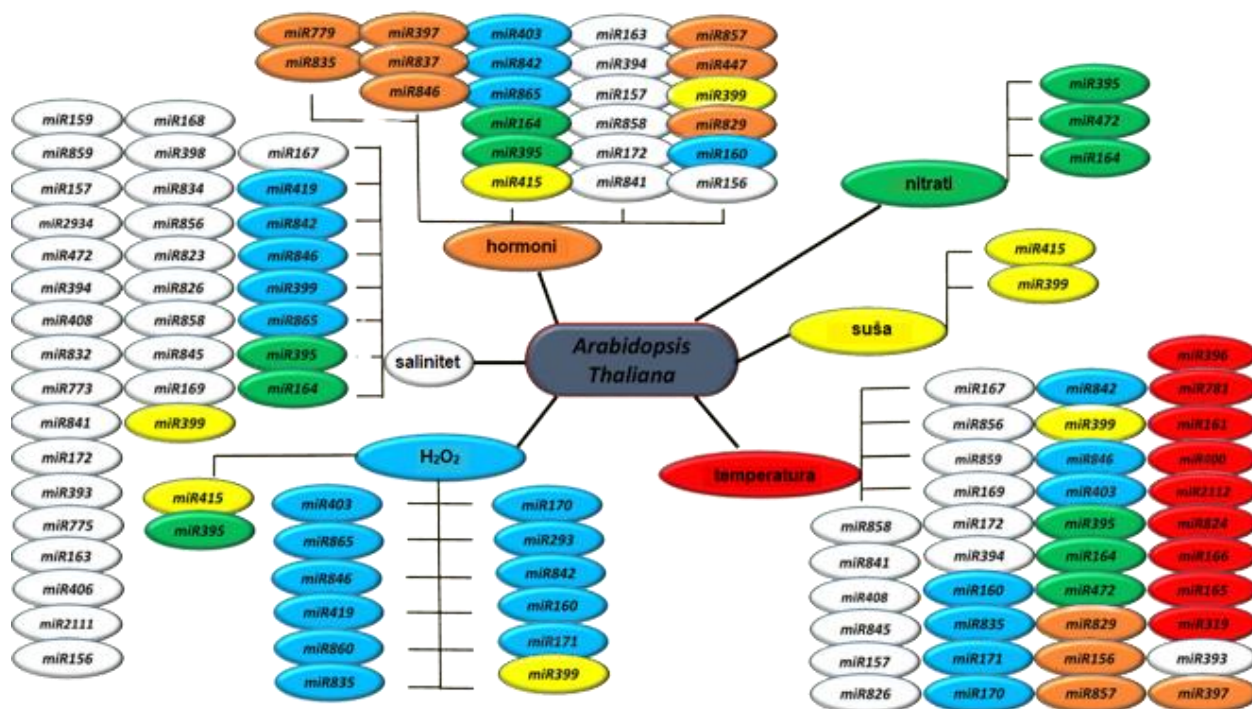 miR779
miR835
miR397
miR837
miR846
miR403
miR842
miR865
miR164
miR395
miR415
miR163
miR394
miR157
miR858
miR172
miR841
miR857
miR447
miR399
miR829
miR160
miR156
hormoni
miR395
miR472
miR164
nitrati
miR415
miR399
suša
Arabidopsis
Thaliana
salinitet
miR159
miR859
miR157
miR2934
miR472
miR394
miR408
miR832
miR773
miR841
miR172
miR393
miR775
miR163
miR406
miR2111
miR156
miR168
miR398
miR834
miR856
miR823
miR826
miR858
miR845
miR169
miR399
miR167
miR419
miR842
miR846
miR399
miR865
miR395
miR164
H₂O₂
miR415
miR395
miR403
miR865
miR846
miR419
miR860
miR835
miR170
miR293
miR842
miR160
miR171
miR399
temperatura
miR858
miR841
miR408
miR845
miR157
miR826
miR167
miR856
miR859
miR169
miR172
miR394
miR160
miR835
miR171
miR170
miR842
miR399
miR846
miR403
miR395
miR164
miR472
miR829
miR156
miR857
miR396
miR781
miR161
miR400
miR2112
miR824
miR166
miR165
miR319
miR393
miR397